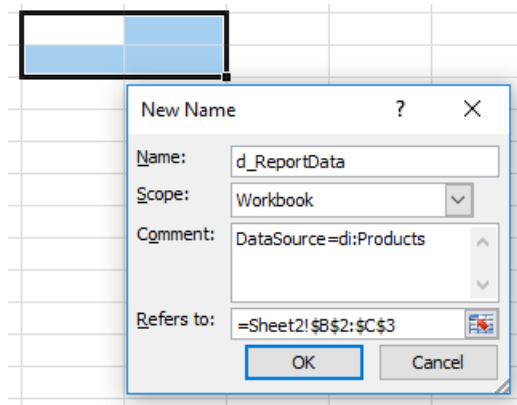 New Name ?
Name: d_ReportData
Scope: Workbook
Comment: DataSource=di:Products
Refers to: =Sheet2!$B$2:$C$3
OK Cancel